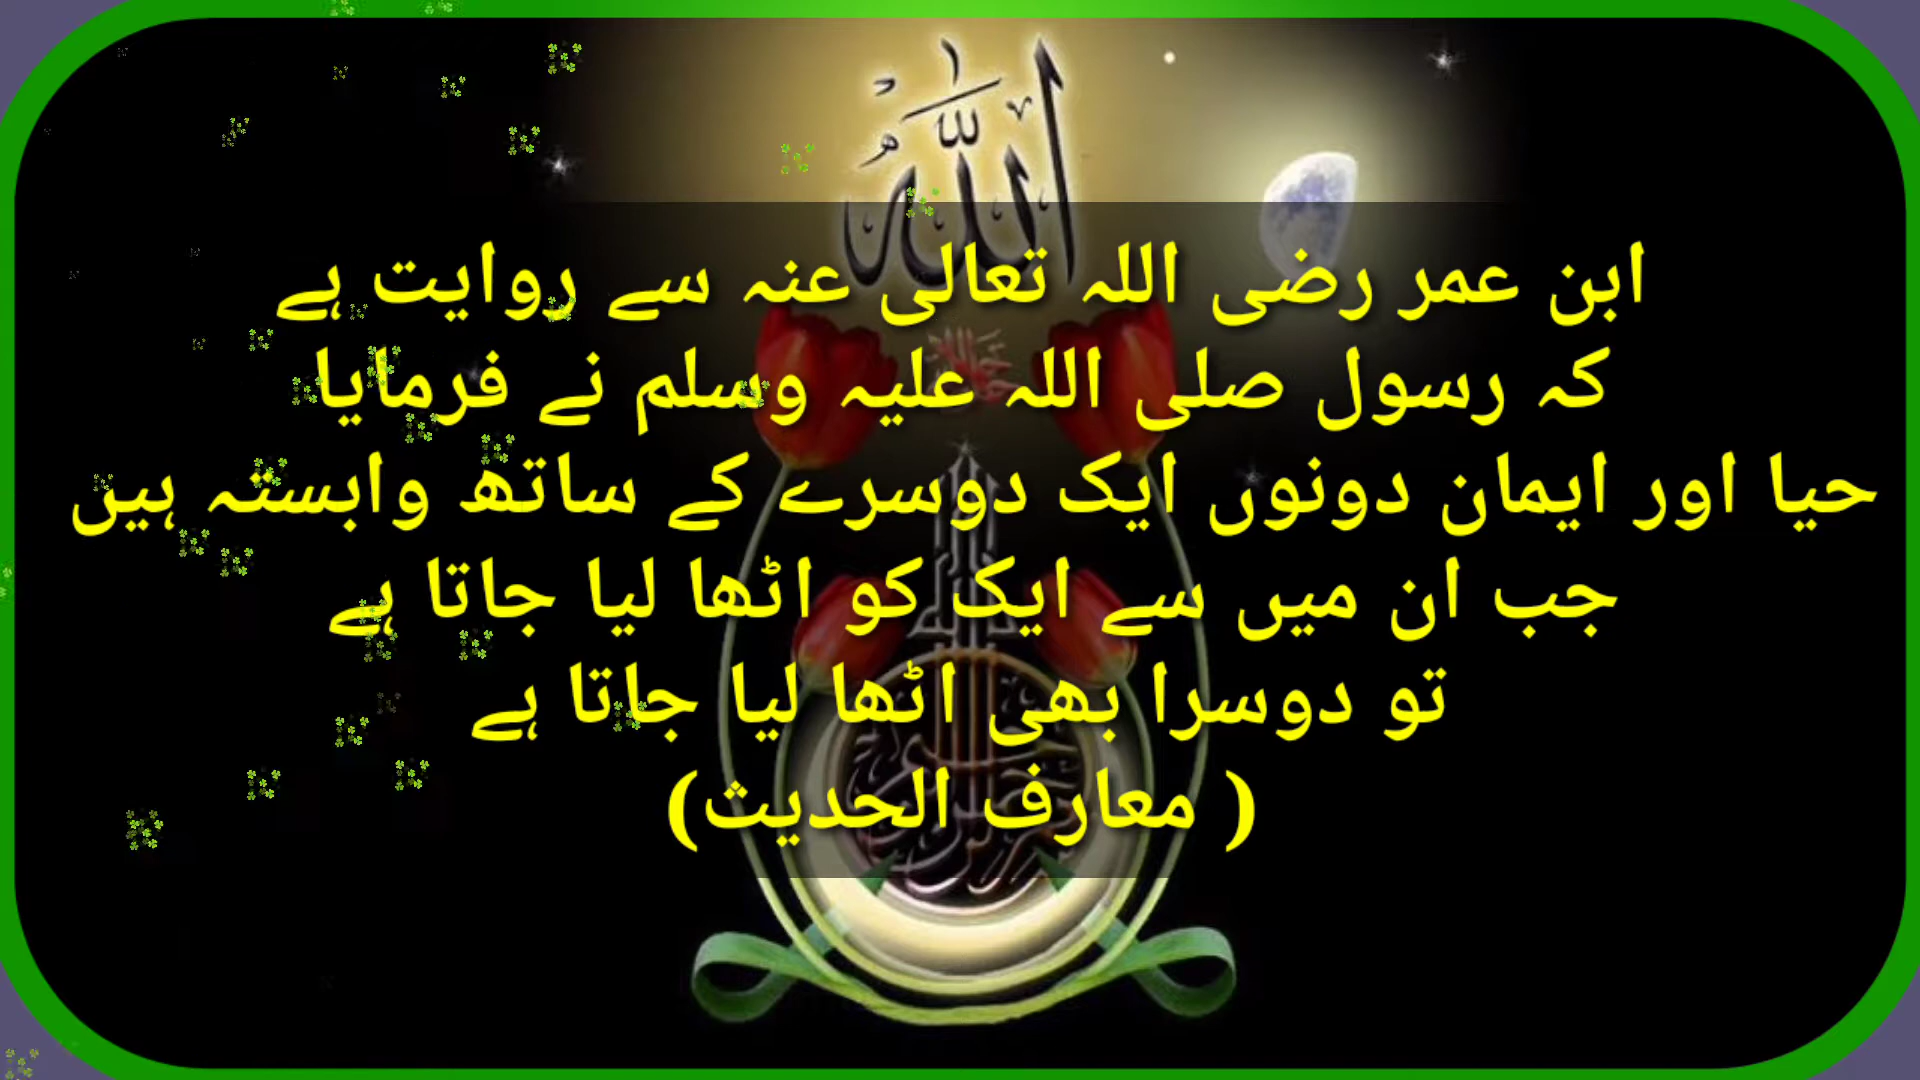 اللہ
ابن عمر رضی اللہ تعالی عنہ سے روایت ہے
کہ رسول صلی اللہ علیہ وسلم نے فرمایا
حیا اور ایمان دونوں ایک دوسرے کے ساتھ وابستہ ہیں
جب ان میں سے ایک کو اٹھا لیا جاتا ہے
تو دوسرا بھی اٹھا لیا جاتا ہے
( معارف الحدیث)